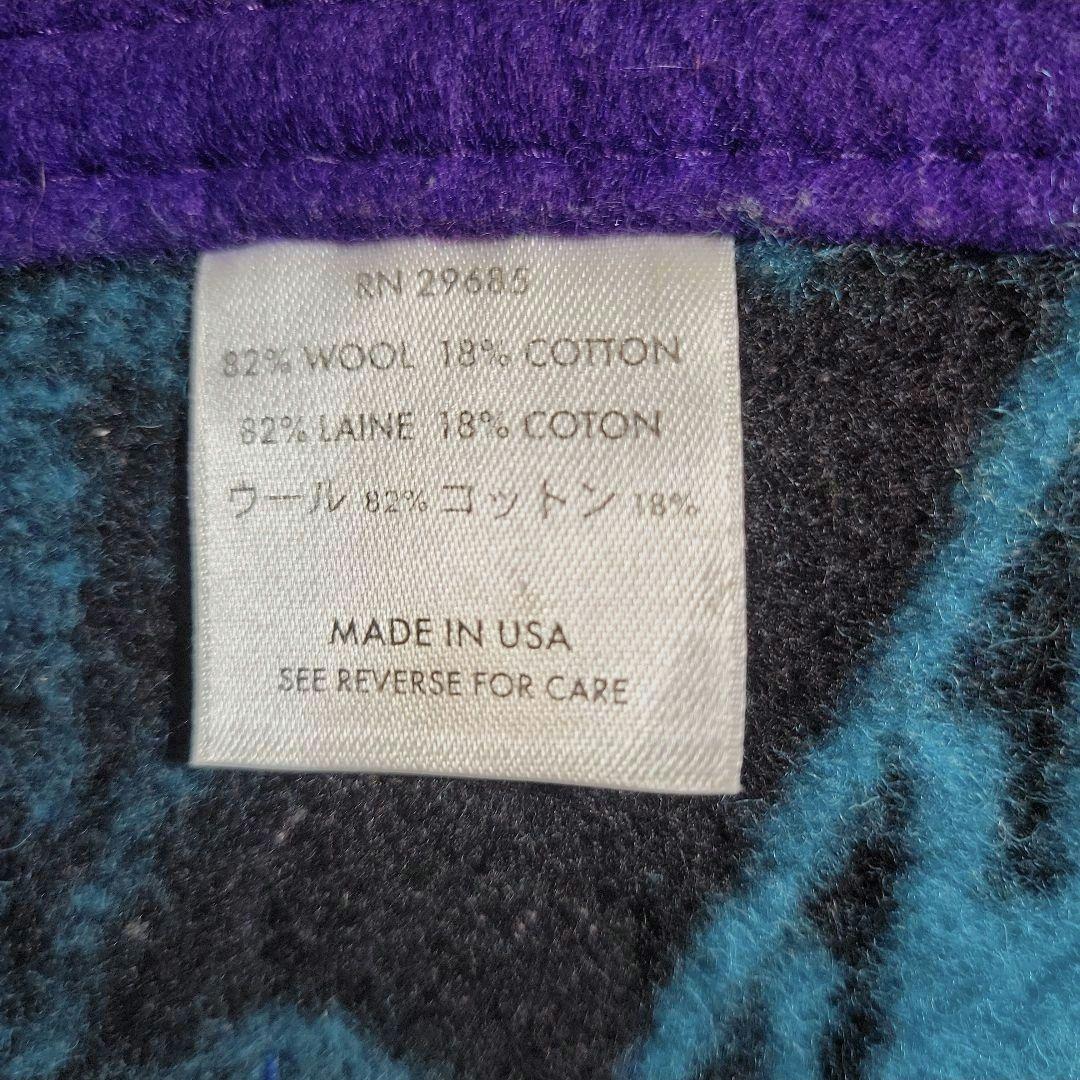 RN 29685
82% WOOL 18% COTTON
82% LAINE 18% COTON
ウール 82% コットン 18%
MADE IN USA
SEE REVERSE FOR CARE